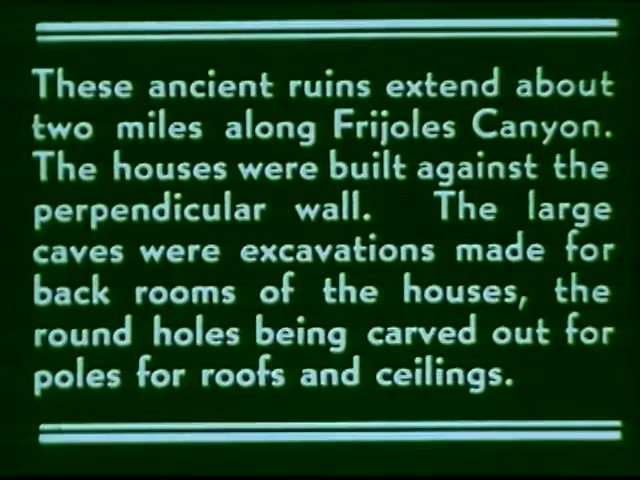 These ancient ruins extend about
two miles along Frijoles Canyon.
The houses were built against the
perpendicular wall. The large
caves were excavations made for
back rooms of the houses, the
round holes being carved out for
poles for roofs and ceilings.